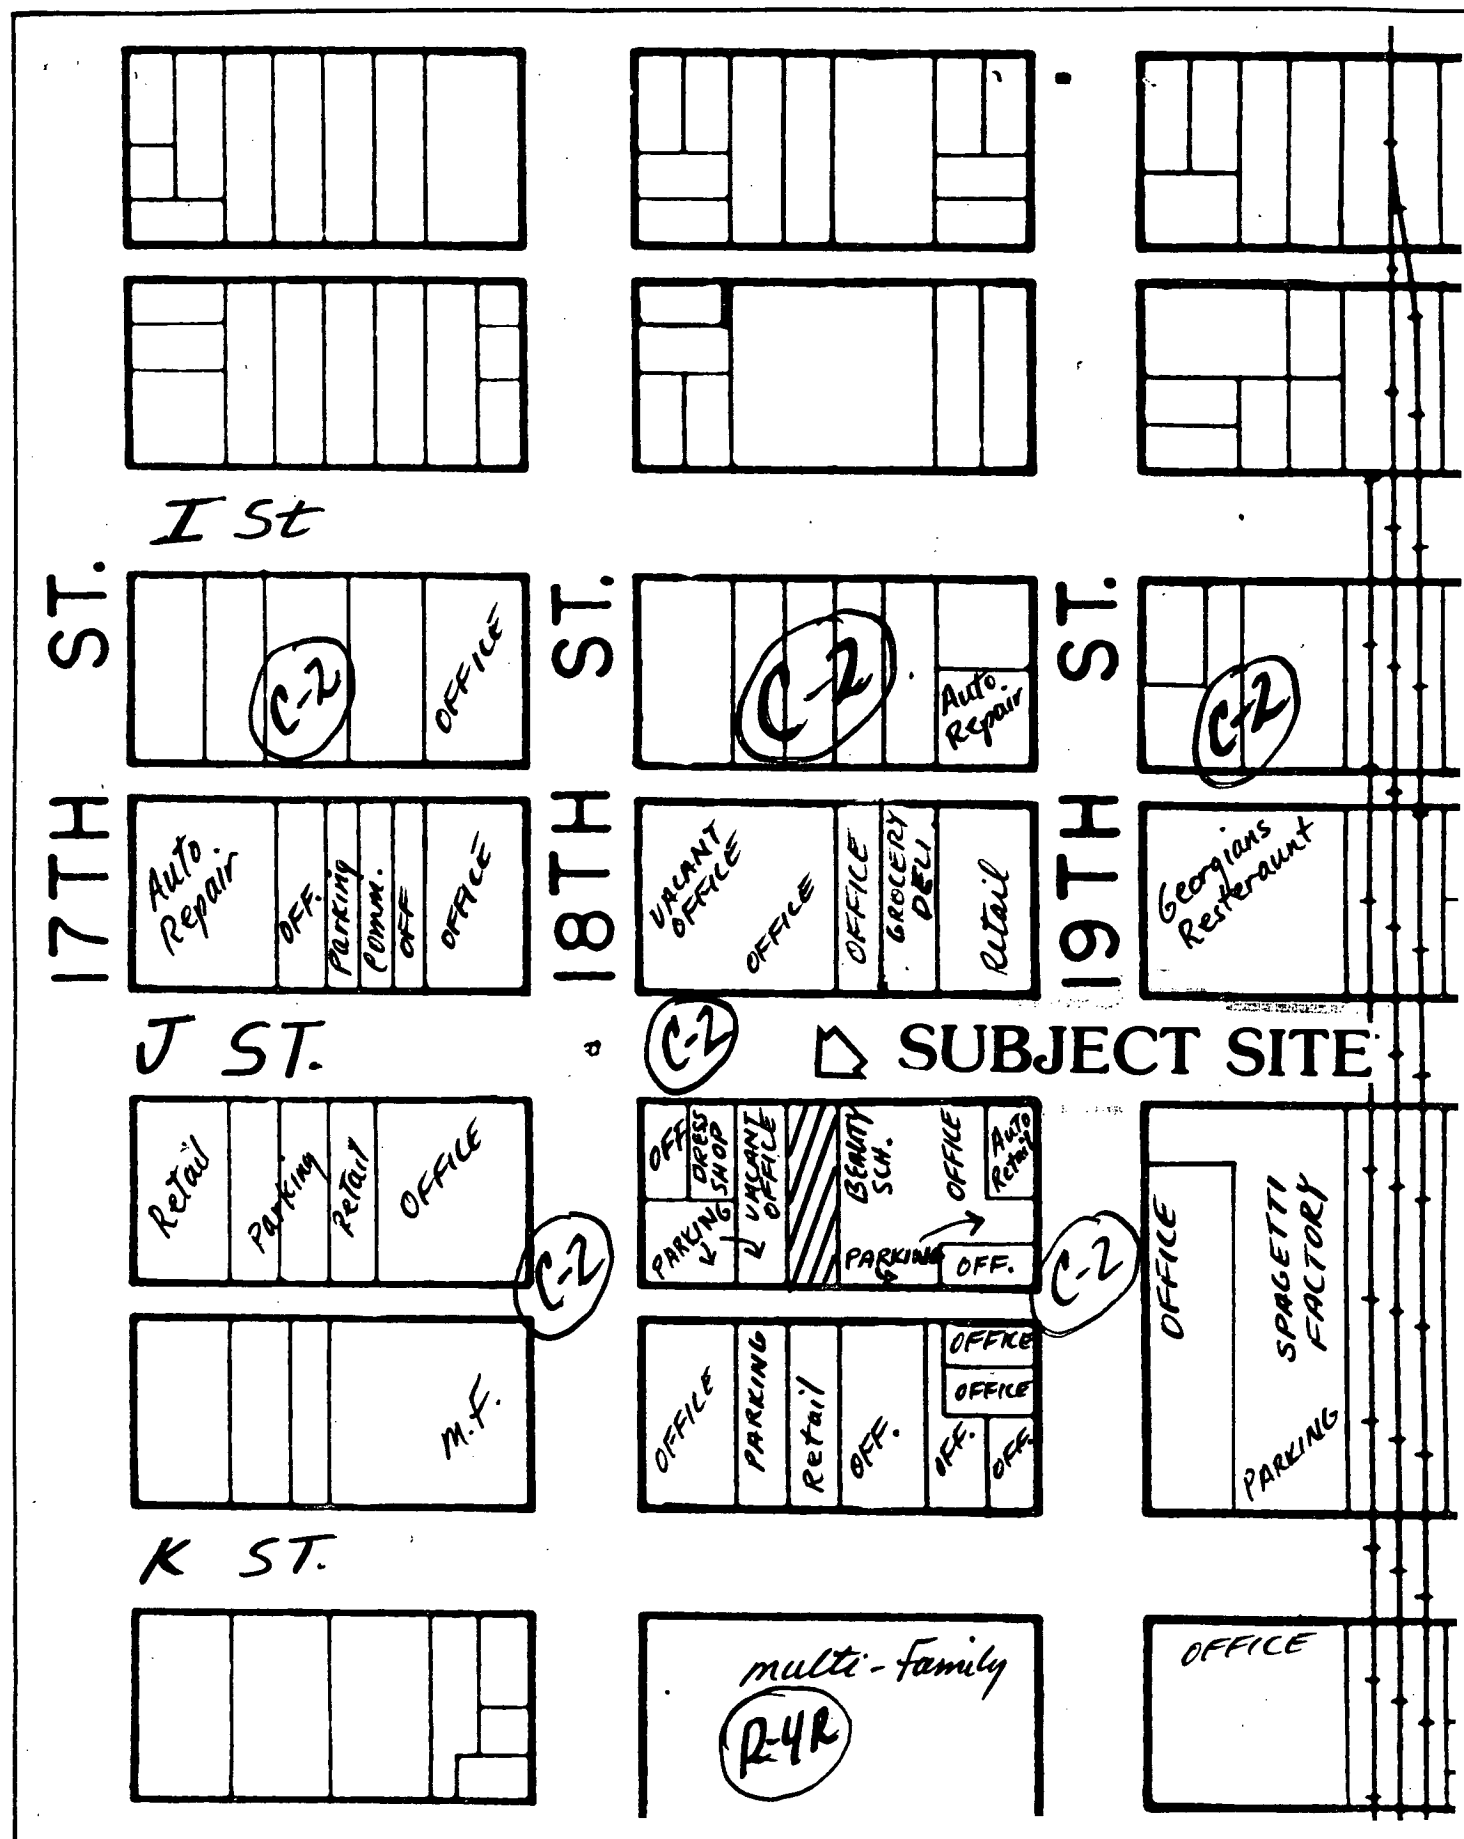 I St
17TH ST.
18TH ST.
19TH ST.
C-2
OFFICE
C-2
Auto.
Repair
C-2
Auto.
Repair
OFF.
Parking
Comm.
OFF
OFFICE
VACANT
OFFICE
OFFICE
OFFICE
GROCERY
DELI
Retail
Georgians
Resteraunt
J ST.
C-2
SUBJECT SITE
Retail
Parking
Retail
OFFICE
C-2
OFF
DRESS
SHOP
VACANT
OFFICE
PARKING
BEAUTY
SCH.
OFFICE
Auto
Retail
PARKING
OFF.
C-2
OFFICE
SPAGETTI
FACTORY
PARKING
M.F.
OFFICE
PARKING
Retail
OFF.
OFF.
OFFICE
OFFICE
OFF.
K ST.
multi-Family
R-4R
OFFICE